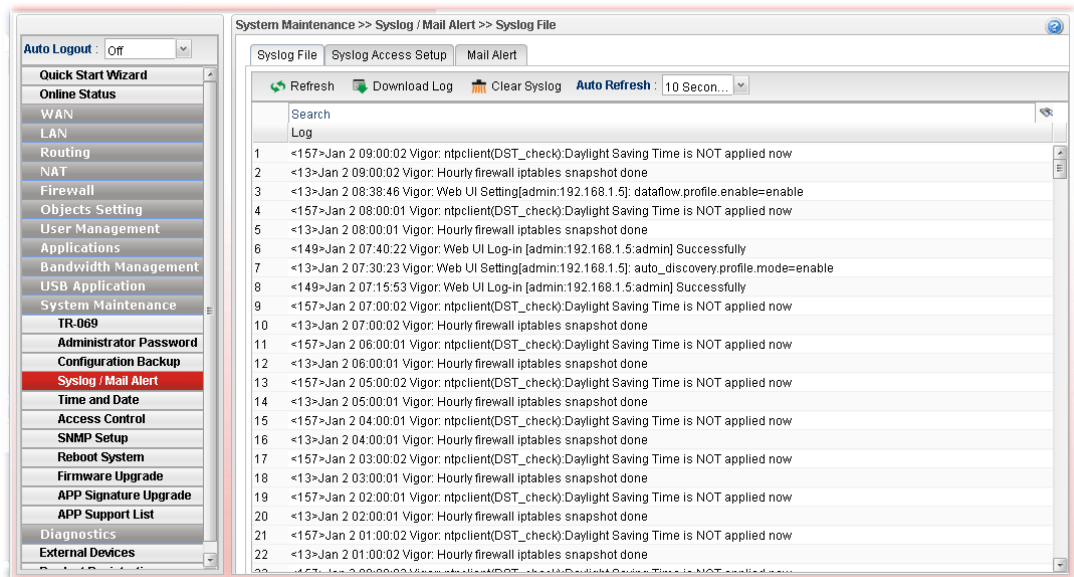 System Maintenance >> Syslog / Mail Alert >> Syslog File
Auto Logout : Off
Quick Start Wizard
Online Status
WAN
LAN
Routing
NAT
Firewall
Objects Setting
User Management
Applications
Bandwidth Management
USB Application
System Maintenance
TR-069
Administrator Password
Configuration Backup
Syslog / Mail Alert
Time and Date
Access Control
SNMP Setup
Reboot System
Firmware Upgrade
APP Signature Upgrade
APP Support List
Diagnostics
External Devices
Syslog File Syslog Access Setup Mail Alert
Refresh Download Log Clear Syslog Auto Refresh : 10 Secon...
Search
Log
1 <157>Jan 2 09:00:02 Vigor: ntpclient(DST_check):Daylight Saving Time is NOT applied now
2 <13>Jan 2 09:00:02 Vigor: Hourly firewall iptables snapshot done
3 <13>Jan 2 08:38:46 Vigor: Web UI Setting[admin:192.168.1.5]: dataflow.profile.enable=enable
4 <157>Jan 2 08:00:01 Vigor: ntpclient(DST_check):Daylight Saving Time is NOT applied now
5 <13>Jan 2 08:00:01 Vigor: Hourly firewall iptables snapshot done
6 <149>Jan 2 07:40:22 Vigor: Web UI Log-in [admin:192.168.1.5:admin] Successfully
7 <13>Jan 2 07:30:23 Vigor: Web UI Setting[admin:192.168.1.5]: auto_discovery.profile.mode=enable
8 <149>Jan 2 07:15:53 Vigor: Web UI Log-in [admin:192.168.1.5:admin] Successfully
9 <157>Jan 2 07:00:02 Vigor: ntpclient(DST_check):Daylight Saving Time is NOT applied now
10 <13>Jan 2 07:00:02 Vigor: Hourly firewall iptables snapshot done
11 <157>Jan 2 06:00:01 Vigor: ntpclient(DST_check):Daylight Saving Time is NOT applied now
12 <13>Jan 2 06:00:01 Vigor: Hourly firewall iptables snapshot done
13 <157>Jan 2 05:00:02 Vigor: ntpclient(DST_check):Daylight Saving Time is NOT applied now
14 <13>Jan 2 05:00:01 Vigor: Hourly firewall iptables snapshot done
15 <157>Jan 2 04:00:01 Vigor: ntpclient(DST_check):Daylight Saving Time is NOT applied now
16 <13>Jan 2 04:00:01 Vigor: Hourly firewall iptables snapshot done
17 <157>Jan 2 03:00:02 Vigor: ntpclient(DST_check):Daylight Saving Time is NOT applied now
18 <13>Jan 2 03:00:01 Vigor: Hourly firewall iptables snapshot done
19 <157>Jan 2 02:00:01 Vigor: ntpclient(DST_check):Daylight Saving Time is NOT applied now
20 <13>Jan 2 02:00:01 Vigor: Hourly firewall iptables snapshot done
21 <157>Jan 2 01:00:02 Vigor: ntpclient(DST_check):Daylight Saving Time is NOT applied now
22 <13>Jan 2 01:00:02 Vigor: Hourly firewall iptables snapshot done